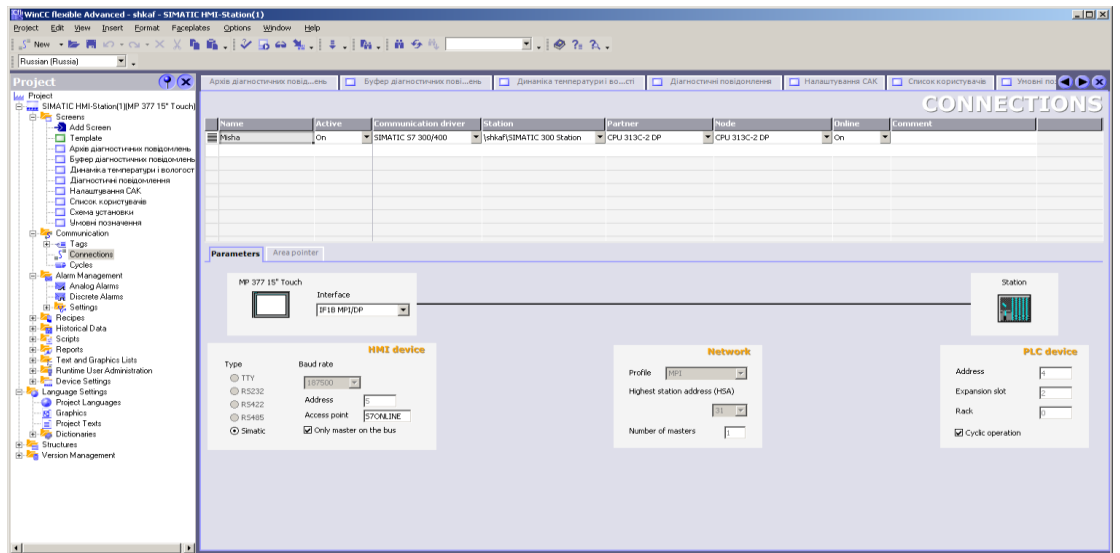 WinCC flexible Advanced - shkaf - SIMATIC HMI-Station(1)
Project Edit View Insert Format Faceplates Options Window Help
New
Russian (Russia)
Project
Архів діагностичних повід...ень Буфер діагностичних пові...ень Динаміка температури і во...сті Діагностичні повідомлення Налаштування САК Список користувачів Умовні по
CONNECTIONS
Name Active Communication driver Station Partner Node Online Comment
Misha On SIMATIC S7 300/400 \shkaf\SIMATIC 300 Station CPU 313C-2 DP CPU 313C-2 DP On
Project
SIMATIC HMI-Station(1)(MP 377 15" Touch)
Screens
Add Screen
Template
Архів діагностичних повідомлень
Буфер діагностичних повідомлень
Динаміка температури і вологост
Діагностичні повідомлення
Налаштування САК
Список користувачів
Схема установки
Умовні позначення
Communication
Tags
Connections
Cycles
Alarm Management
Analog Alarms
Discrete Alarms
Settings
Recipes
Historical Data
Scripts
Reports
Text and Graphics Lists
Runtime User Administration
Device Settings
Language Settings
Project Languages
Graphics
Project Texts
Dictionaries
Structures
Version Management
Parameters Area pointer
MP 377 15" Touch
Interface
IF1B MPI/DP
Station
HMI device
Type Baud rate
TTY
187500
RS232
Address 5
RS422
Access point S7ONLINE
RS485
Simatic Only master on the bus
Network
Profile MPI
Highest station address (HSA)
31
Number of masters 1
PLC device
Address 4
Expansion slot 2
Rack 0
Cyclic operation